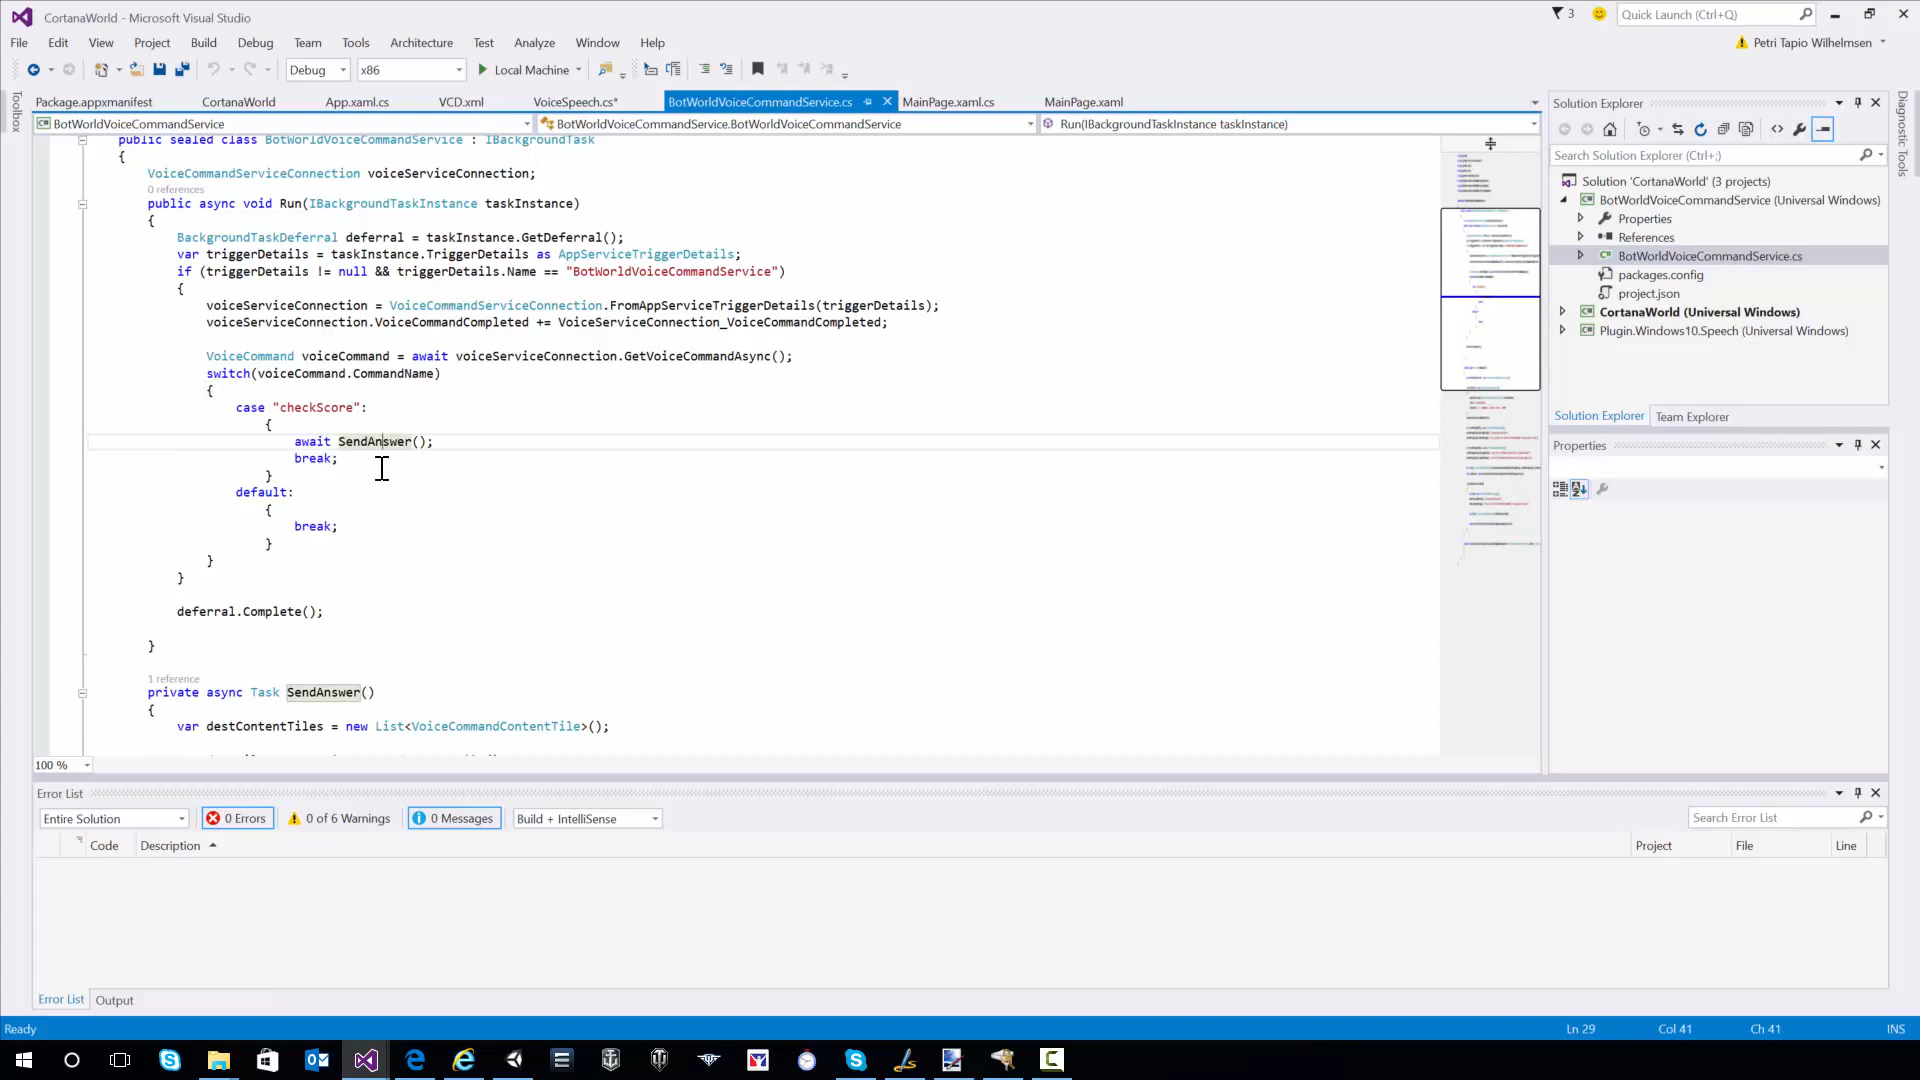 CortanaWorld - Microsoft Visual Studio
3
Quick Launch (Ctrl+Q)
File Edit View Project Build Debug Team Tools Architecture Test Analyze Window Help
Petri Tapio Wilhelmsen
Debug x86 Local Machine
Toolbox
Package.appxmanifest CortanaWorld App.xaml.cs VCD.xml VoiceSpeech.cs* BotWorldVoiceCommandService.cs MainPage.xaml.cs MainPage.xaml
BotWorldVoiceCommandService BotWorldVoiceCommandService.BotWorldVoiceCommandService Run(IBackgroundTaskInstance taskInstance)
public sealed class BotWorldVoiceCommandService : IBackgroundTask
{
VoiceCommandServiceConnection voiceServiceConnection;
0 references
public async void Run(IBackgroundTaskInstance taskInstance)
{
BackgroundTaskDeferral deferral = taskInstance.GetDeferral();
var triggerDetails = taskInstance.TriggerDetails as AppServiceTriggerDetails;
if (triggerDetails != null && triggerDetails.Name == "BotWorldVoiceCommandService")
{
voiceServiceConnection = VoiceCommandServiceConnection.FromAppServiceTriggerDetails(triggerDetails);
voiceServiceConnection.VoiceCommandCompleted += VoiceServiceConnection_VoiceCommandCompleted;
VoiceCommand voiceCommand = await voiceServiceConnection.GetVoiceCommandAsync();
switch(voiceCommand.CommandName)
{
case "checkScore":
{
await SendAnswer();
break;
}
default:
{
break;
}
}
}
deferral.Complete();
}
1 reference
private async Task SendAnswer()
{
var destContentTiles = new List<VoiceCommandContentTile>();
100 %
Solution Explorer
Search Solution Explorer (Ctrl+;)
Solution 'CortanaWorld' (3 projects)
BotWorldVoiceCommandService (Universal Windows)
Properties
References
BotWorldVoiceCommandService.cs
packages.config
project.json
CortanaWorld (Universal Windows)
Plugin.Windows10.Speech (Universal Windows)
Solution Explorer Team Explorer
Properties
Diagnostic Tools
Error List
Entire Solution 0 Errors 0 of 6 Warnings 0 Messages Build + IntelliSense Search Error List
Code Description Project File Line
Error List Output
Ready Ln 29 Col 41 Ch 41 INS